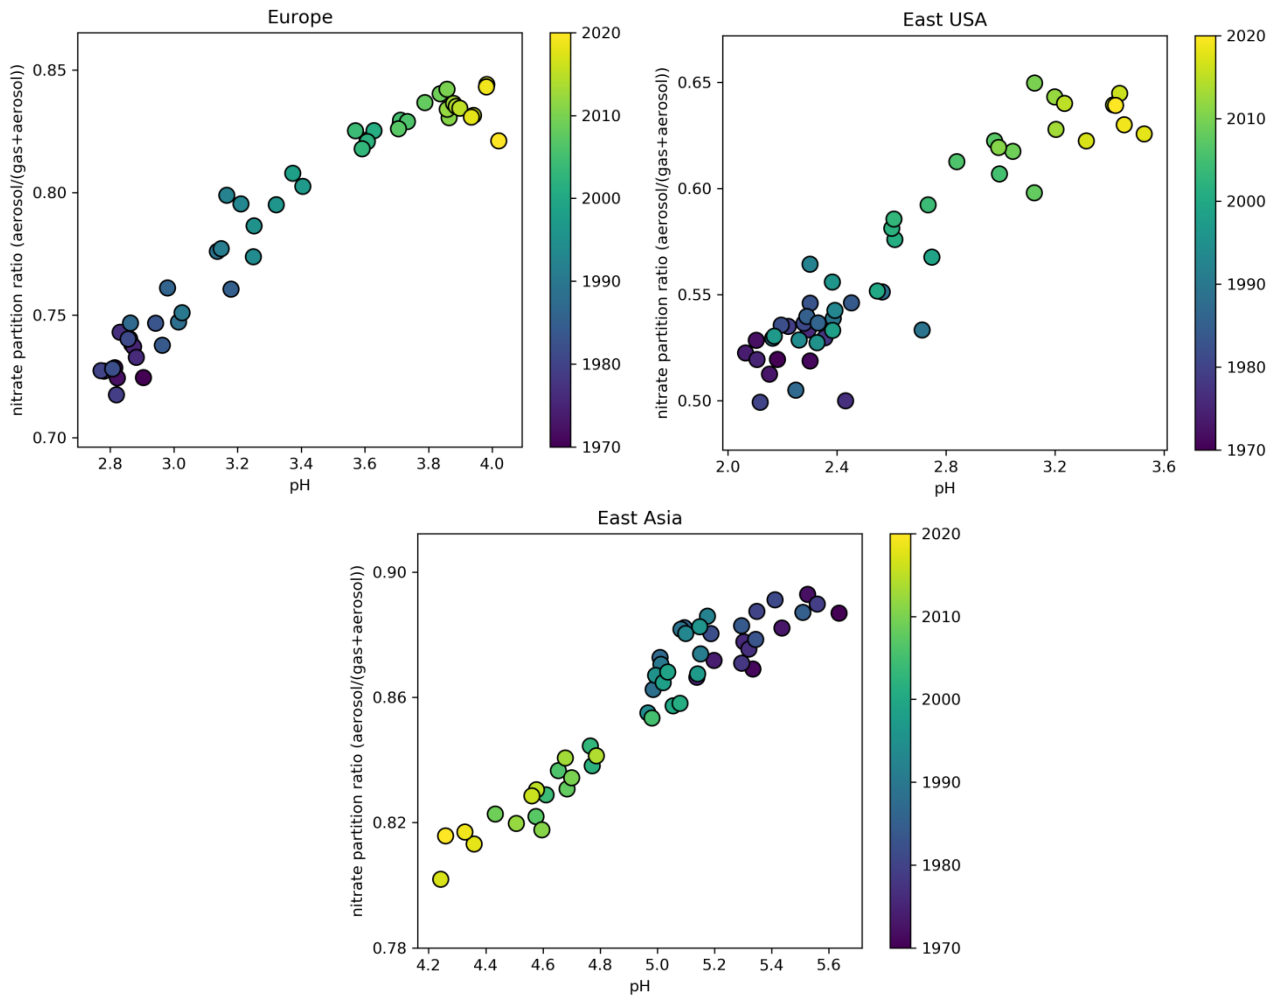 Europe
nitrate partition ratio (aerosol/(gas+aerosol))
0.85
0.80
0.75
0.70
2.8 3.0 3.2 3.4 3.6 3.8 4.0
pH
2020
2010
2000
1990
1980
1970
East USA
nitrate partition ratio (aerosol/(gas+aerosol))
0.65
0.60
0.55
0.50
2.0 2.4 2.8 3.2 3.6
pH
2020
2010
2000
1990
1980
1970
East Asia
nitrate partition ratio (aerosol/(gas+aerosol))
0.90
0.86
0.82
0.78
4.2 4.4 4.6 4.8 5.0 5.2 5.4 5.6
pH
2020
2010
2000
1990
1980
1970